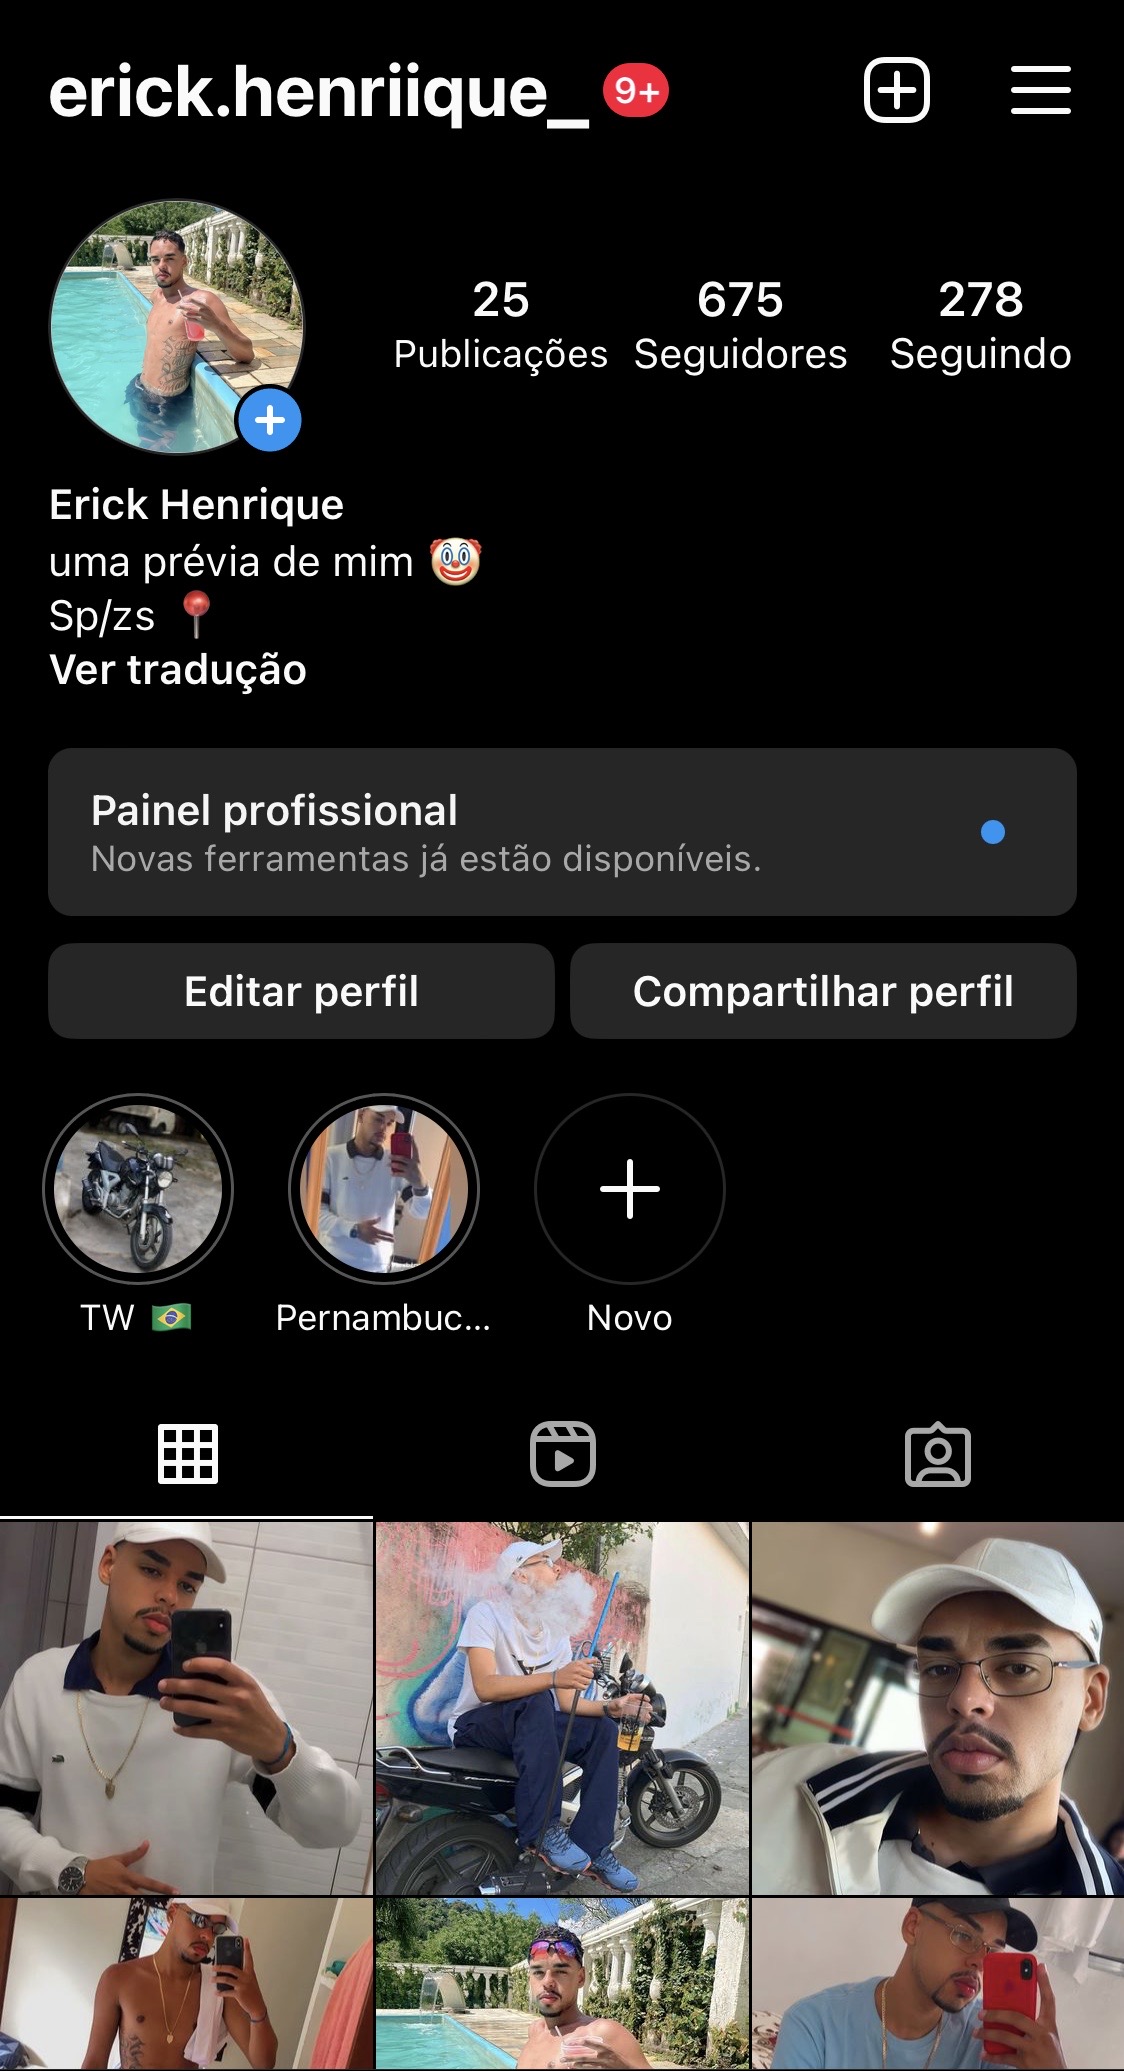 erick.henriique_ 9+
25 675 278
Publicações Seguidores Seguindo
Erick Henrique
uma prévia de mim 🤡
Sp/zs 📍
Ver tradução
Painel profissional
Novas ferramentas já estão disponíveis.
Editar perfil Compartilhar perfil
TW 🇧🇷 Pernambuc... Novo